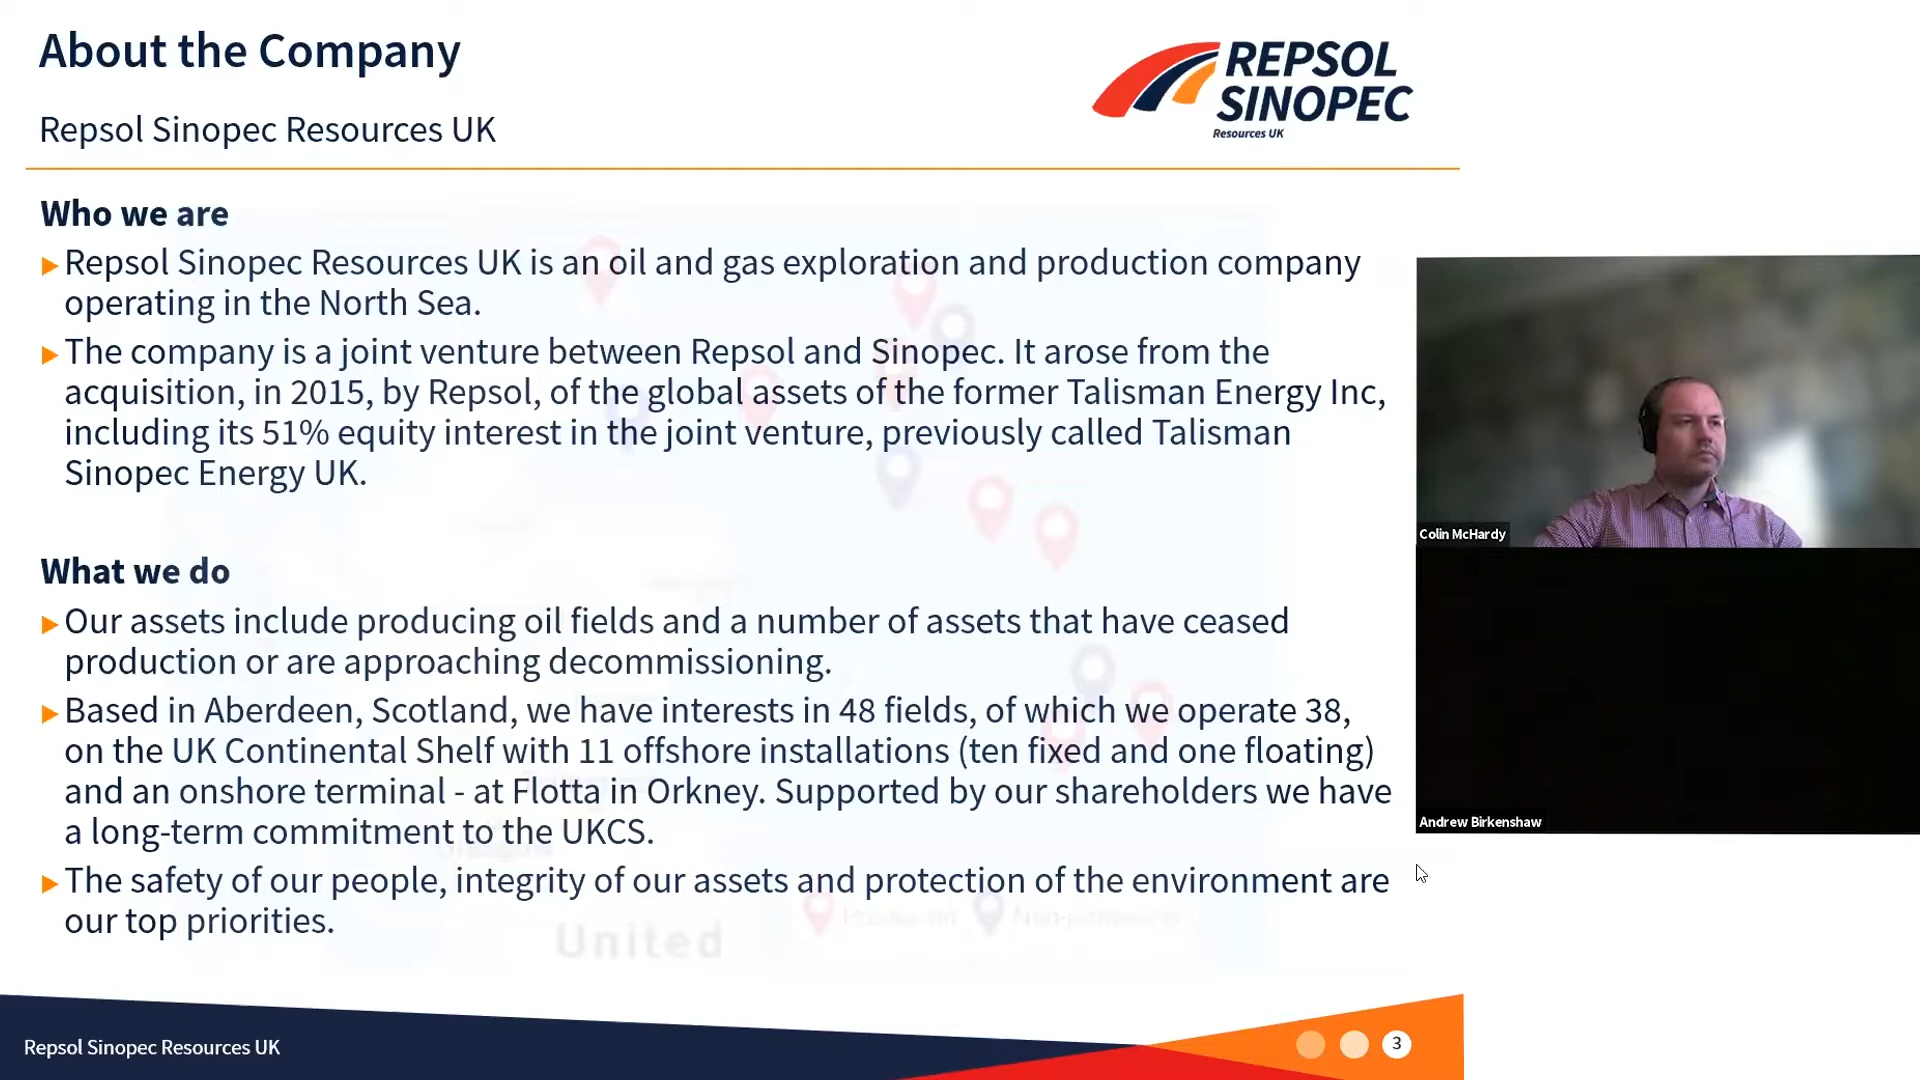 About the Company
REPSOL
SINOPEC
Resources UK
Repsol Sinopec Resources UK
Who we are
Repsol Sinopec Resources UK is an oil and gas exploration and production company
operating in the North Sea.
The company is a joint venture between Repsol and Sinopec. It arose from the
acquisition, in 2015, by Repsol, of the global assets of the former Talisman Energy Inc,
including its 51% equity interest in the joint venture, previously called Talisman
Sinopec Energy UK.
What we do
Our assets include producing oil fields and a number of assets that have ceased
production or are approaching decommissioning.
Based in Aberdeen, Scotland, we have interests in 48 fields, of which we operate 38,
on the UK Continental Shelf with 11 offshore installations (ten fixed and one floating)
and an onshore terminal - at Flotta in Orkney. Supported by our shareholders we have
a long-term commitment to the UKCS.
The safety of our people, integrity of our assets and protection of the environment are
our top priorities.
United
Colin McHardy
Andrew Birkenshaw
Repsol Sinopec Resources UK
3